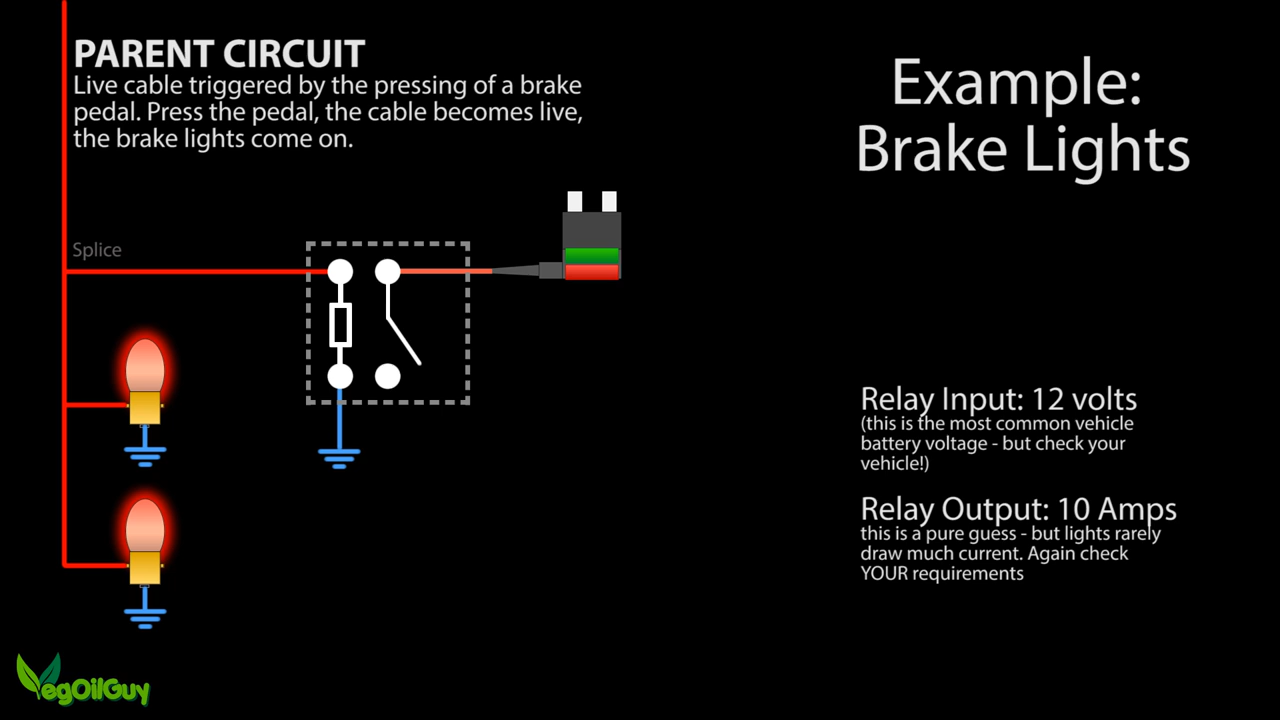 PARENT CIRCUIT
Live cable triggered by the pressing of a brake
pedal. Press the pedal, the cable becomes live,
the brake lights come on.
Example:
Brake Lights
Splice
Relay Input: 12 volts
(this is the most common vehicle
battery voltage - but check your
vehicle!)
Relay Output: 10 Amps
this is a pure guess - but lights rarely
draw much current. Again check
YOUR requirements
VegOilGuy